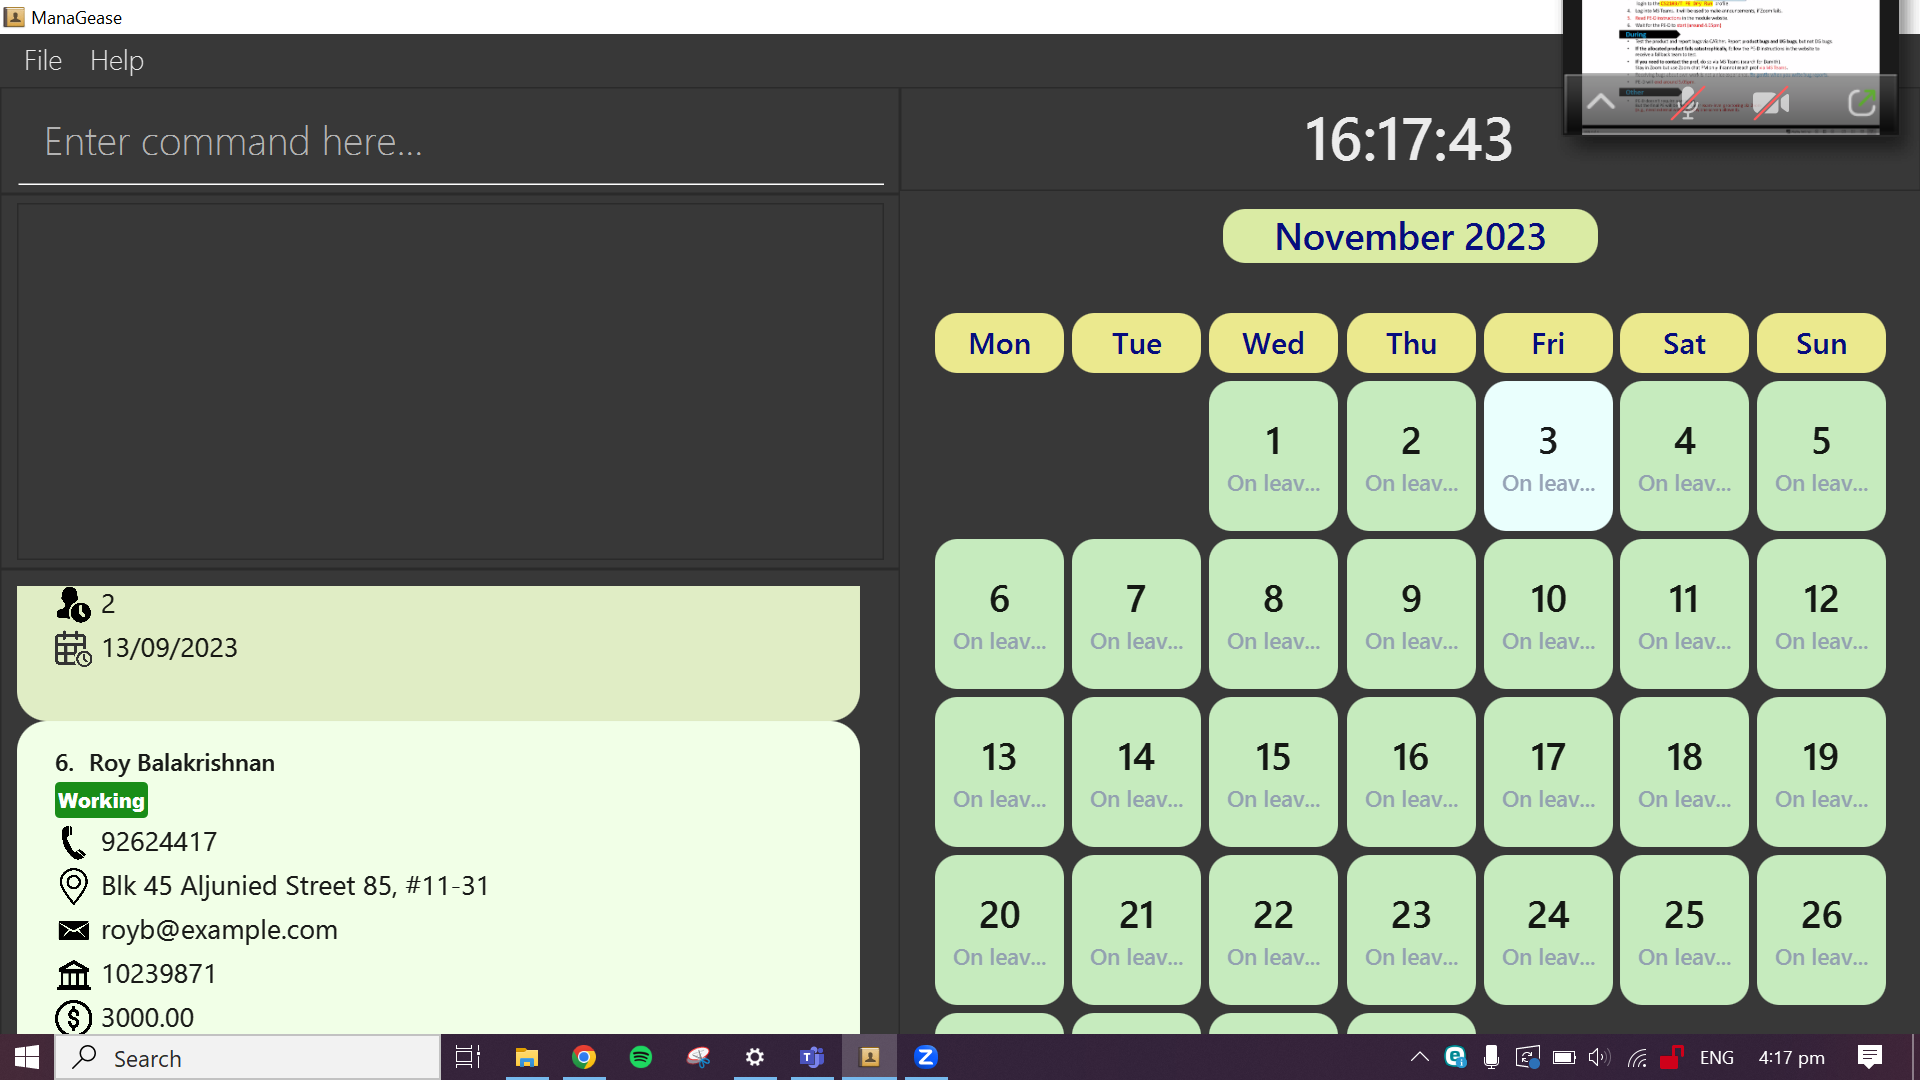 ManaGease
File Help
Enter command here...
16:17:43
November 2023
Mon Tue Wed Thu Fri Sat Sun
1 2 3 4 5
On leav... On leav... On leav... On leav... On leav...
6 7 8 9 10 11 12
On leav... On leav... On leav... On leav... On leav... On leav... On leav...
13 14 15 16 17 18 19
On leav... On leav... On leav... On leav... On leav... On leav... On leav...
20 21 22 23 24 25 26
On leav... On leav... On leav... On leav... On leav... On leav... On leav...
2
13/09/2023
6. Roy Balakrishnan
Working
92624417
Blk 45 Aljunied Street 85, #11-31
royb@example.com
10239871
3000.00
During
Other
Search
ENG
4:17 pm